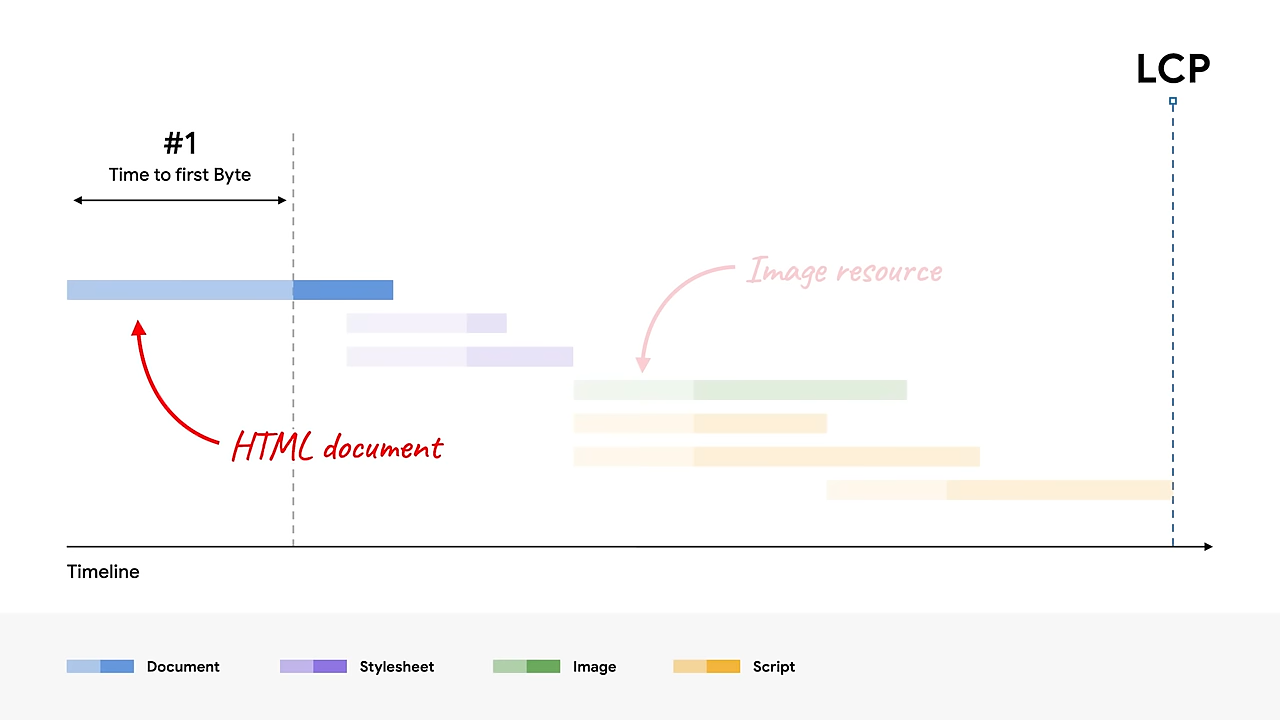 LCP
#1
Time to first Byte
Image resource
HTML document
Timeline
Document
Stylesheet
Image
Script